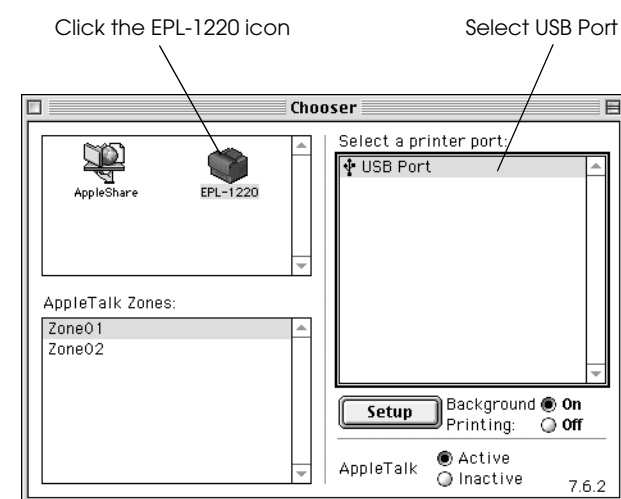 Click the EPL-1220 icon
Select USB Port
Chooser
AppleShare
EPL-1220
Select a printer port:
USB Port
AppleTalk Zones:
Zone01
Zone02
Setup
Background Printing:
On
Off
AppleTalk
Active
Inactive
7.6.2